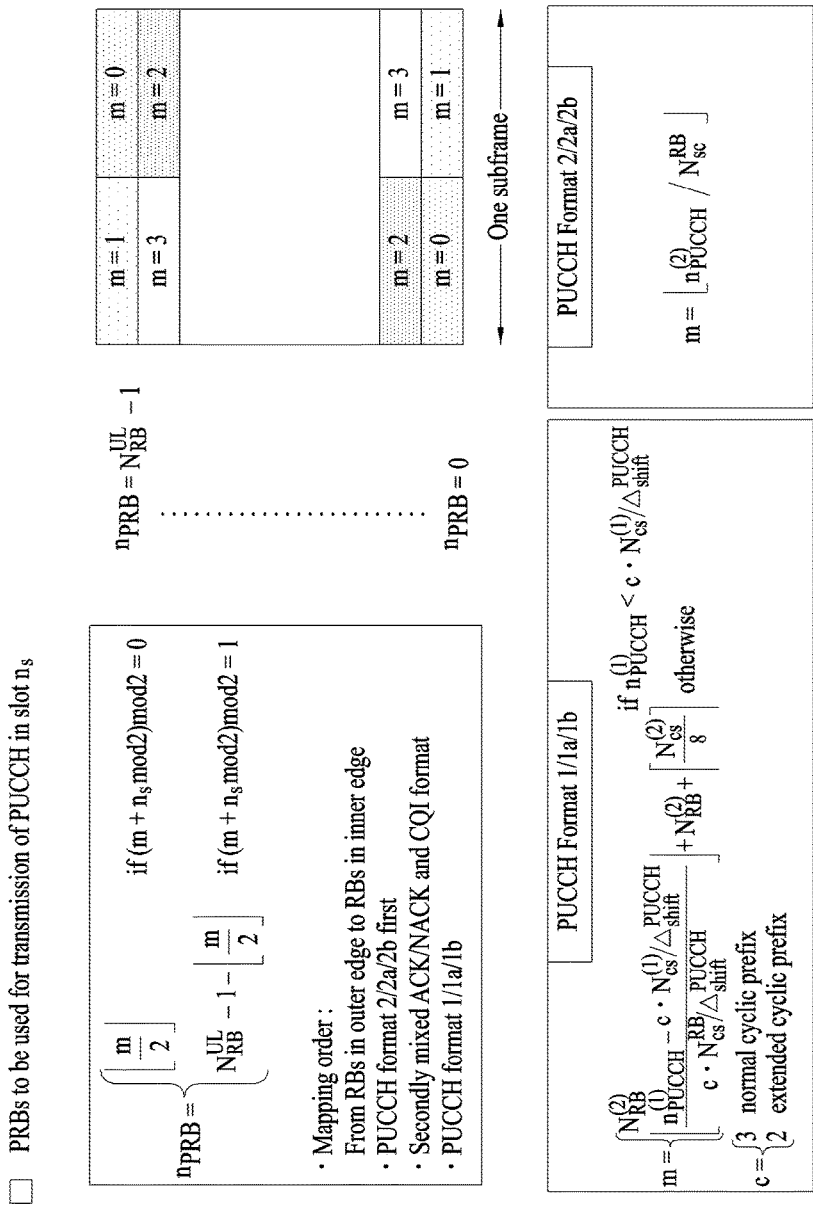 □ PRBs to be used for transmission of PUCCH in slot n_s
n_PRB = { ⌊m/2⌋ if (m + n_s mod2)mod2 = 0
N_RB^UL − 1 − ⌊m/2⌋ if (m + n_s mod2)mod2 = 1
· Mapping order :
From RBs in outer edge to RBs in inner edge
· PUCCH format 2/2a/2b first
· Secondly mixed ACK/NACK and CQI format
· PUCCH format 1/1a/1b
n_PRB = N_RB^UL − 1
n_PRB = 0
m = 1 m = 0
m = 3 m = 2
m = 2 m = 3
m = 0 m = 1
One subframe
PUCCH Format 1/1a/1b
m = { N_RB^(2) if n_PUCCH^(1) < c · N_cs^(1)/△_shift^PUCCH
⌊(n_PUCCH^(1) − c · N_cs^(1)/△_shift^PUCCH) / (c · N_cs^RB/△_shift^PUCCH)⌋ + N_RB^(2) + ⌈N_cs^(2)/8⌉ otherwise
c = { 3 normal cyclic prefix
2 extended cyclic prefix
PUCCH Format 2/2a/2b
m = ⌊n_PUCCH^(2) / N_sc^RB⌋